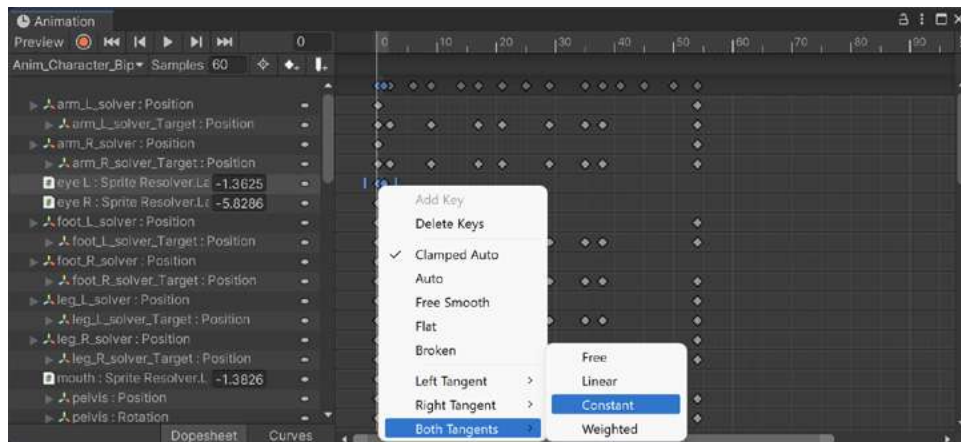 Animation
Preview 0
0 10 20 30 40 50 60 70 80 90
Anim_Character_Bip Samples 60
arm_L_solver : Position
arm_L_solver_Target : Position
arm_R_solver : Position
arm_R_solver_Target : Position
eye L : Sprite Resolver.La -1.3625
eye R : Sprite Resolver.La -5.8286
foot_L_solver : Position
foot_L_solver_Target : Position
foot_R_solver : Position
foot_R_solver_Target : Position
leg_L_solver : Position
leg_L_solver_Target : Position
leg_R_solver : Position
leg_R_solver_Target : Position
mouth : Sprite Resolver.L -1.3826
pelvis : Position
pelvis : Rotation
Dopesheet Curves
Add Key
Delete Keys
Clamped Auto
Auto
Free Smooth
Flat
Broken
Left Tangent
Right Tangent
Both Tangents
Free
Linear
Constant
Weighted